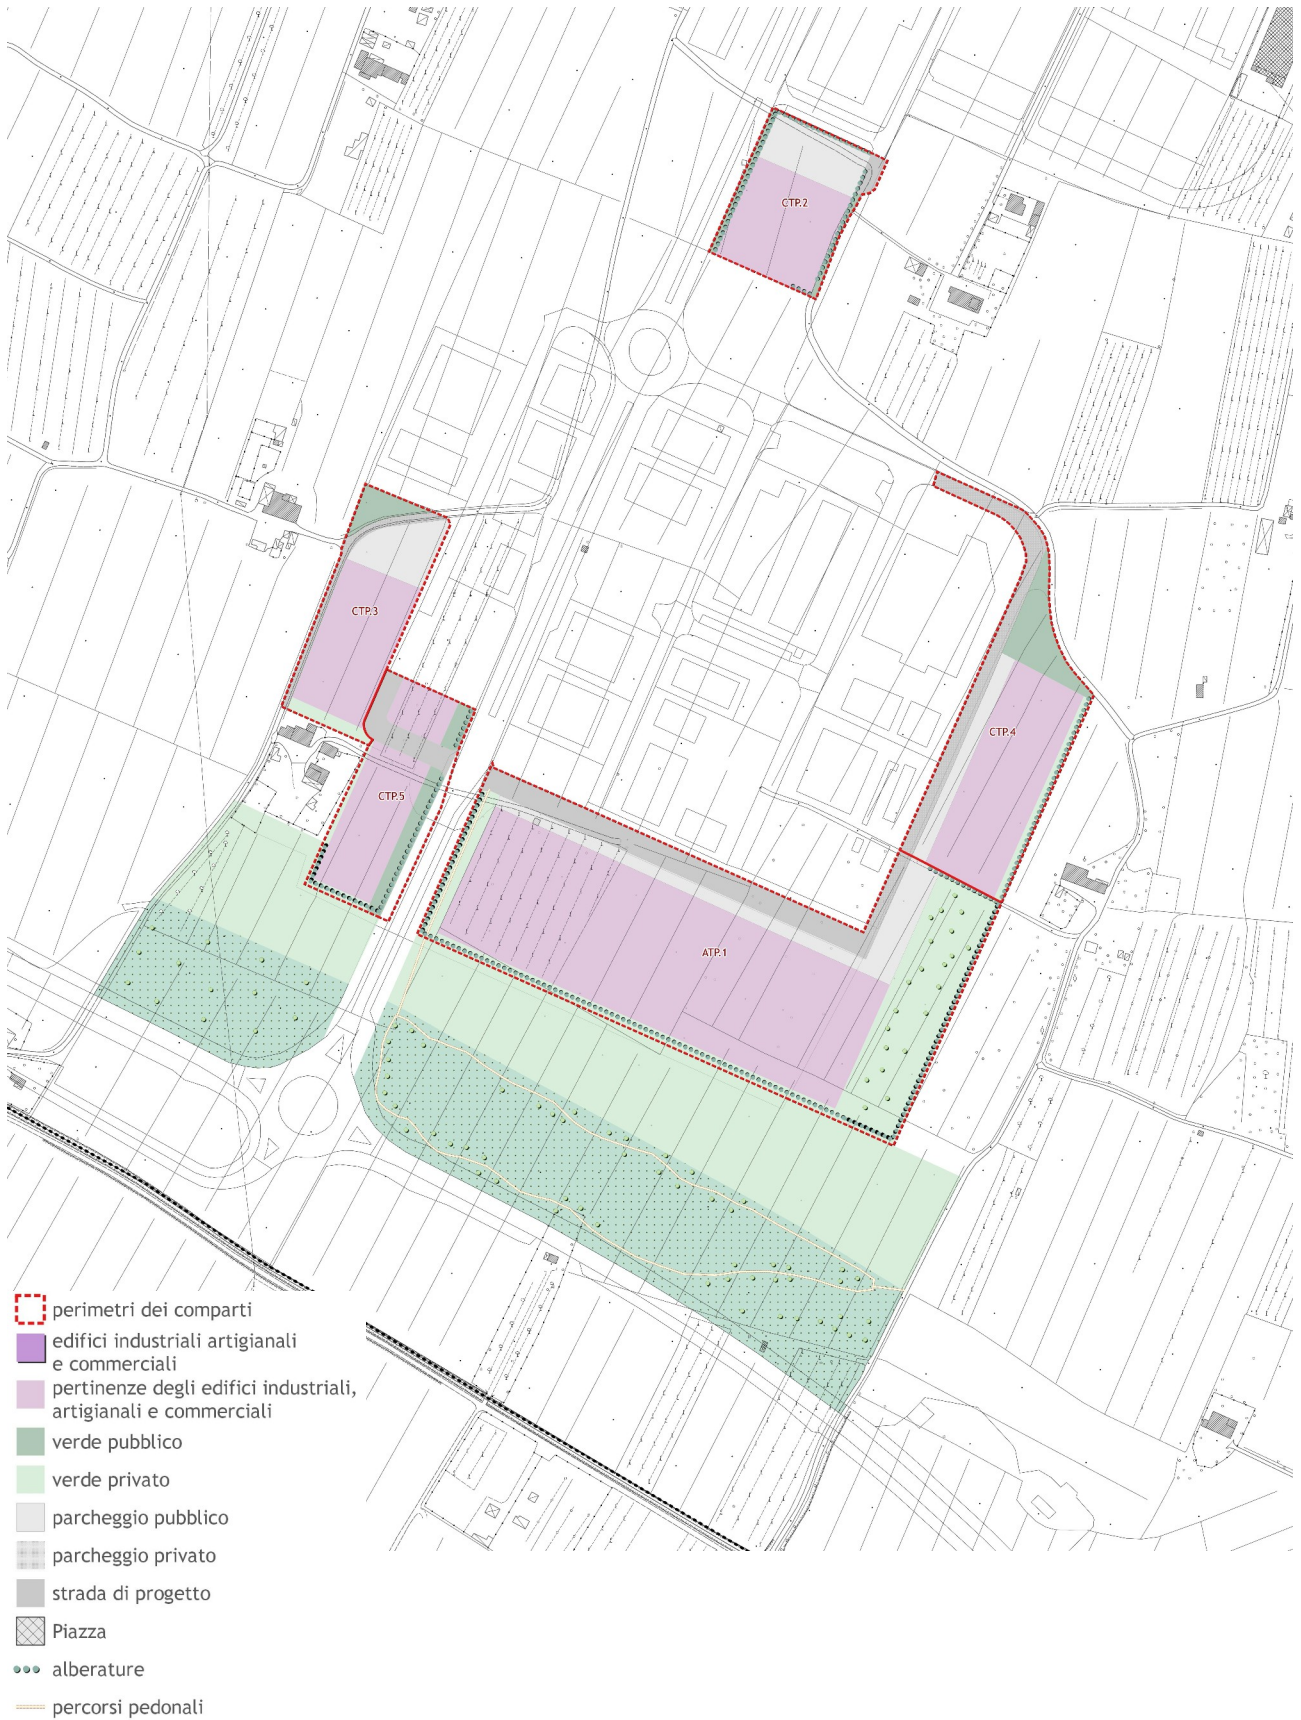 CTP.2
CTP.3
CTP.4
CTP.5
ATP.1
perimetri dei comparti
edifici industriali artigianali
e commerciali
pertinenze degli edifici industriali,
artigianali e commerciali
verde pubblico
verde privato
parcheggio pubblico
parcheggio privato
strada di progetto
Piazza
alberature
percorsi pedonali